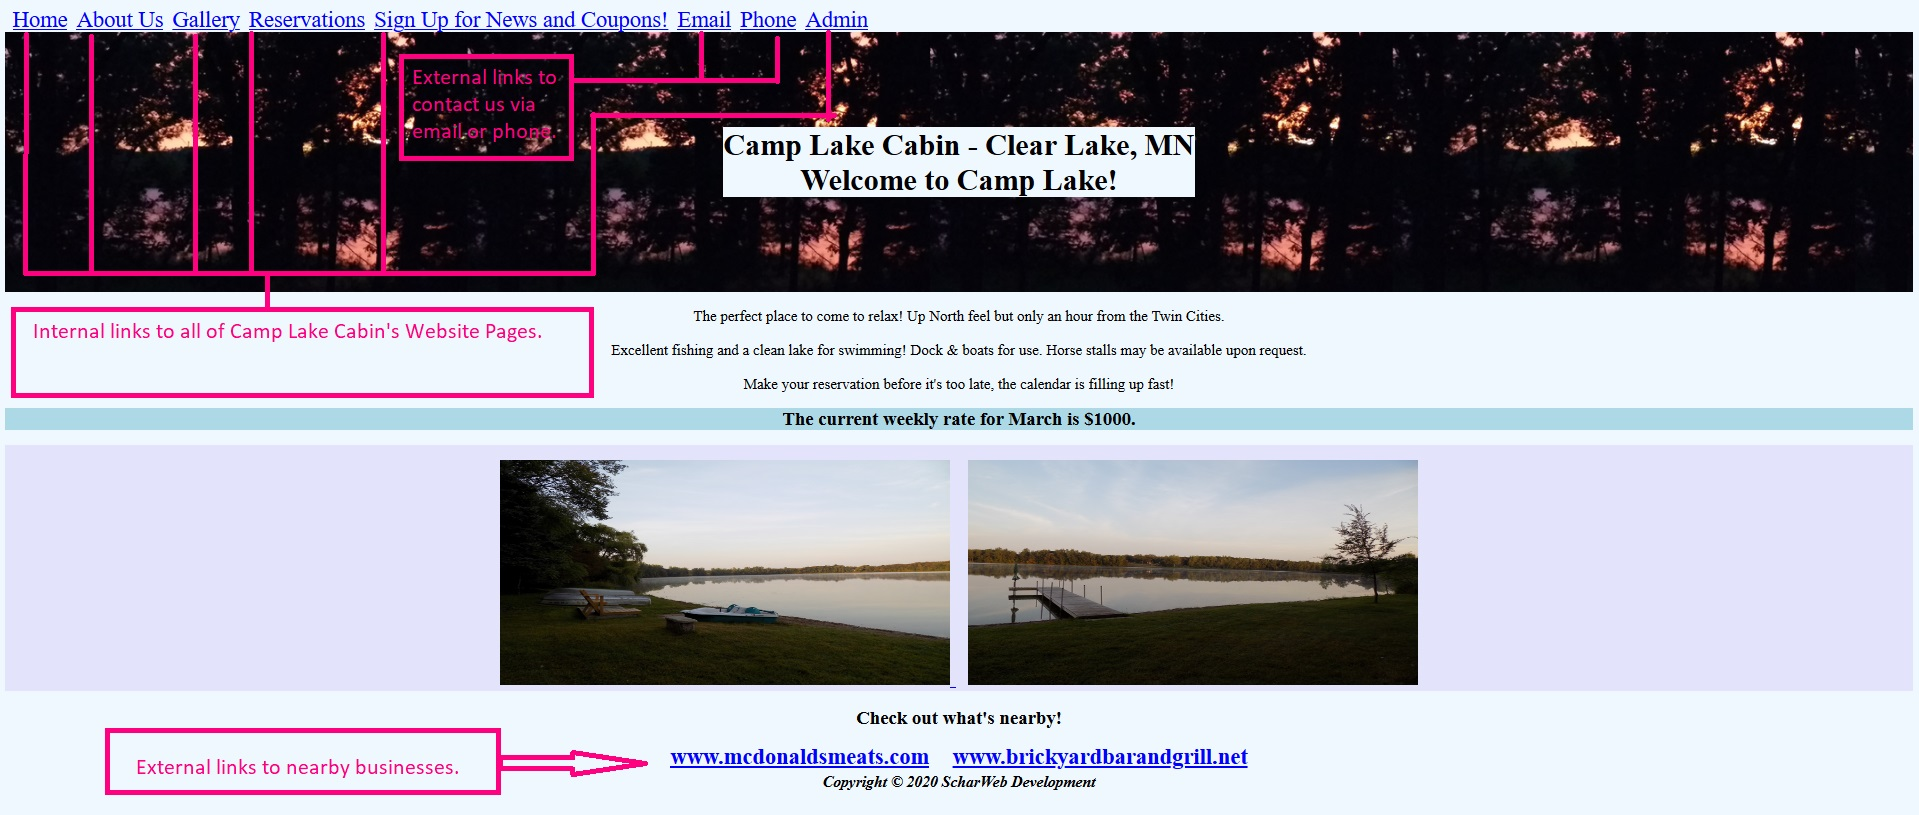 Home About Us Gallery Reservations Sign Up for News and Coupons! Email Phone Admin
External links to
contact us via
email or phone
Camp Lake Cabin - Clear Lake, MN
Welcome to Camp Lake!
Internal links to all of Camp Lake Cabin's Website Pages.
The perfect place to come to relax! Up North feel but only an hour from the Twin Cities.
Excellent fishing and a clean lake for swimming! Dock & boats for use. Horse stalls may be available upon request.
Make your reservation before it's too late, the calendar is filling up fast!
The current weekly rate for March is $1000.
Check out what's nearby!
External links to nearby businesses.
www.mcdonaldsmeats.com www.brickyardbarandgrill.net
Copyright © 2020 ScharWeb Development